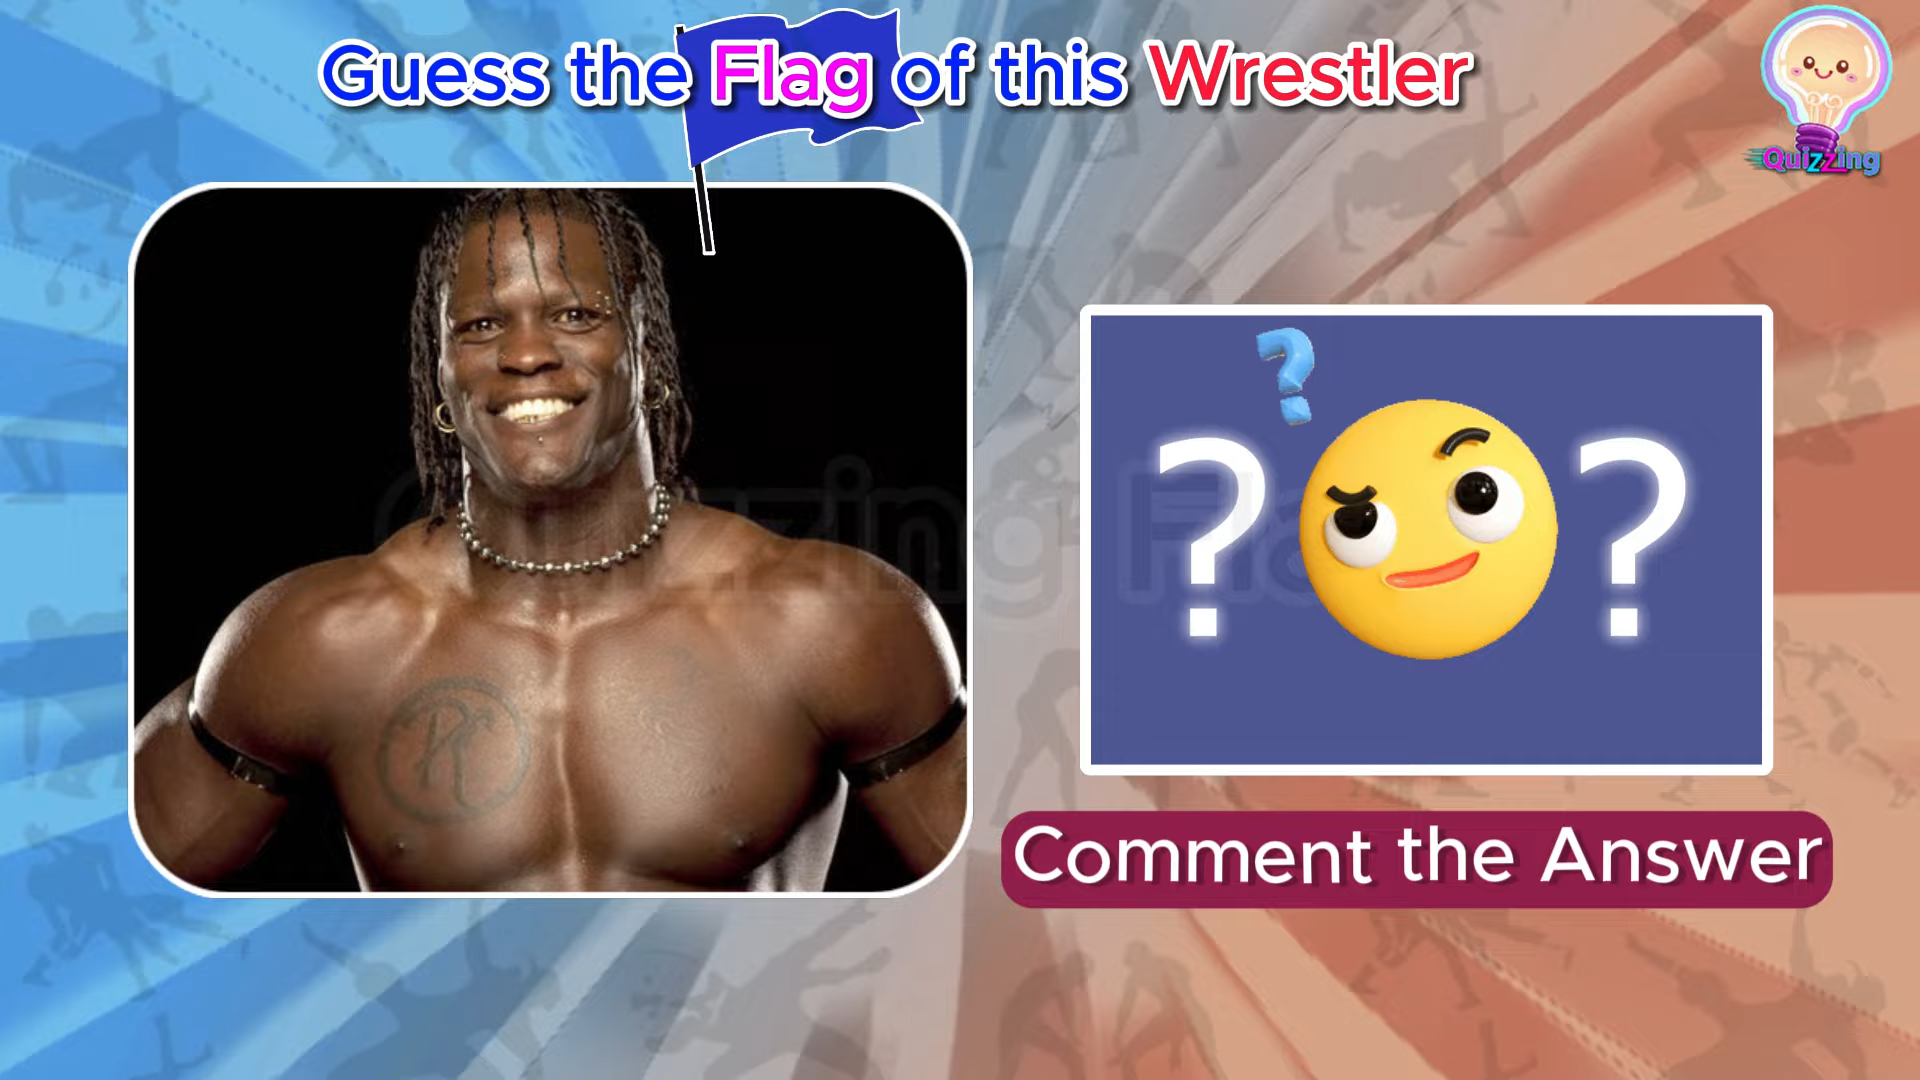 Guess the Flag of this Wrestler
Quizzing
? ? ?
Comment the Answer